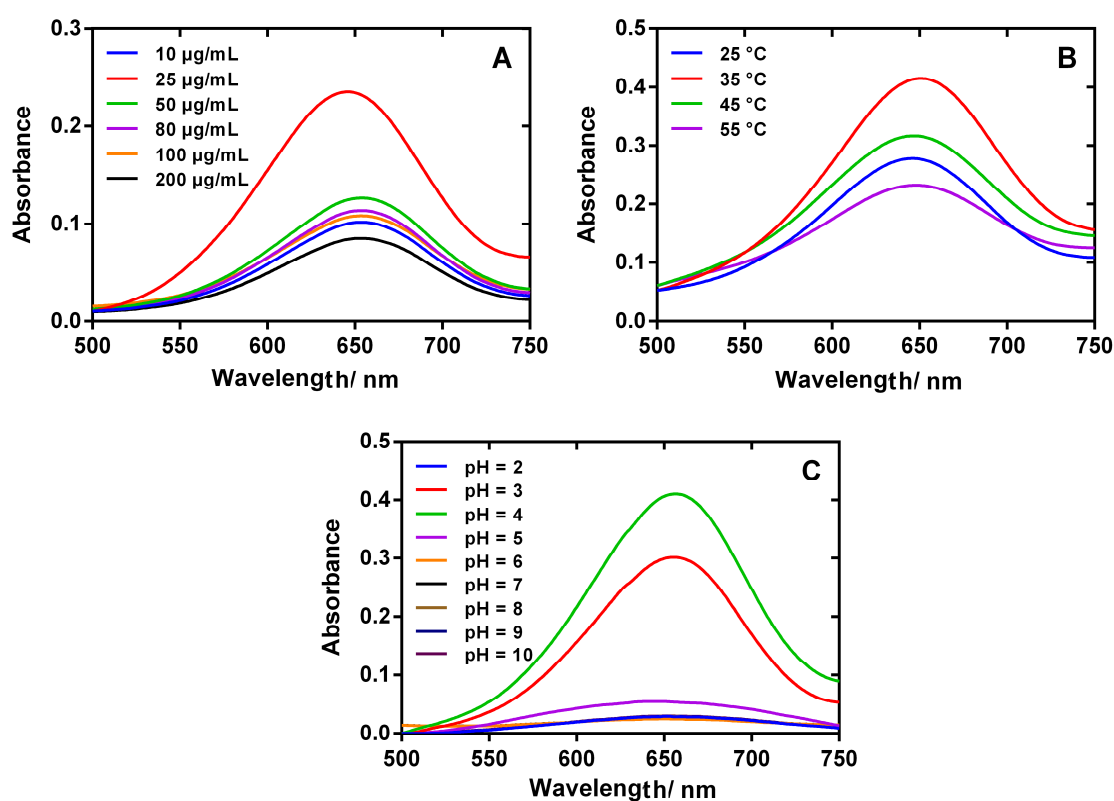 A
0.3
0.2
0.1
0.0
Absorbance
10 µg/mL
25 µg/mL
50 µg/mL
80 µg/mL
100 µg/mL
200 µg/mL
500
550
600
650
700
750
Wavelength/ nm
B
0.5
0.4
0.3
0.2
0.1
0.0
Absorbance
25 °C
35 °C
45 °C
55 °C
500
550
600
650
700
750
Wavelength/ nm
C
0.5
0.4
0.3
0.2
0.1
0.0
Absorbance
pH = 2
pH = 3
pH = 4
pH = 5
pH = 6
pH = 7
pH = 8
pH = 9
pH = 10
500
550
600
650
700
750
Wavelength/ nm